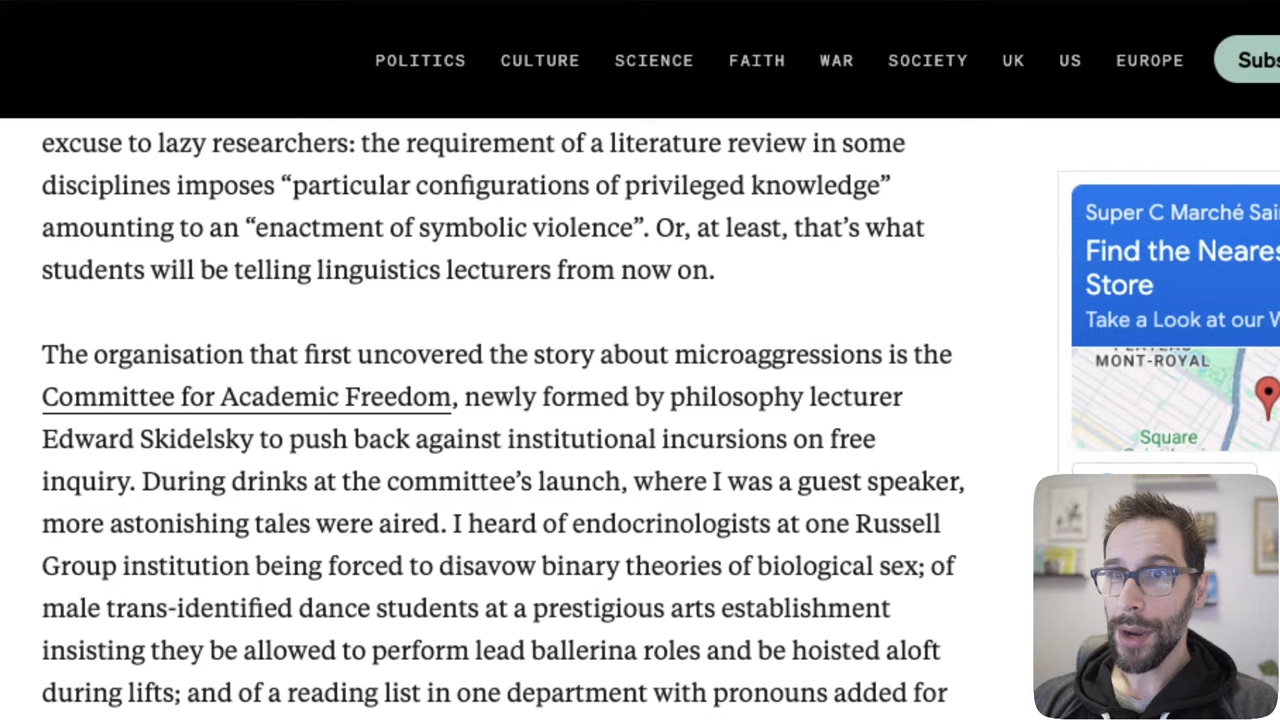 POLITICS CULTURE SCIENCE FAITH WAR SOCIETY UK US EUROPE Subs
excuse to lazy researchers: the requirement of a literature review in some
disciplines imposes “particular configurations of privileged knowledge”
amounting to an “enactment of symbolic violence”. Or, at least, that’s what
students will be telling linguistics lecturers from now on.
The organisation that first uncovered the story about microaggressions is the
Committee for Academic Freedom, newly formed by philosophy lecturer
Edward Skidelsky to push back against institutional incursions on free
inquiry. During drinks at the committee’s launch, where I was a guest speaker,
more astonishing tales were aired. I heard of endocrinologists at one Russell
Group institution being forced to disavow binary theories of biological sex; of
male trans-identified dance students at a prestigious arts establishment
insisting they be allowed to perform lead ballerina roles and be hoisted aloft
during lifts; and of a reading list in one department with pronouns added for
Super C Marché Sai
Find the Neares
Store
Take a Look at our W
MONT-ROYAL
Square